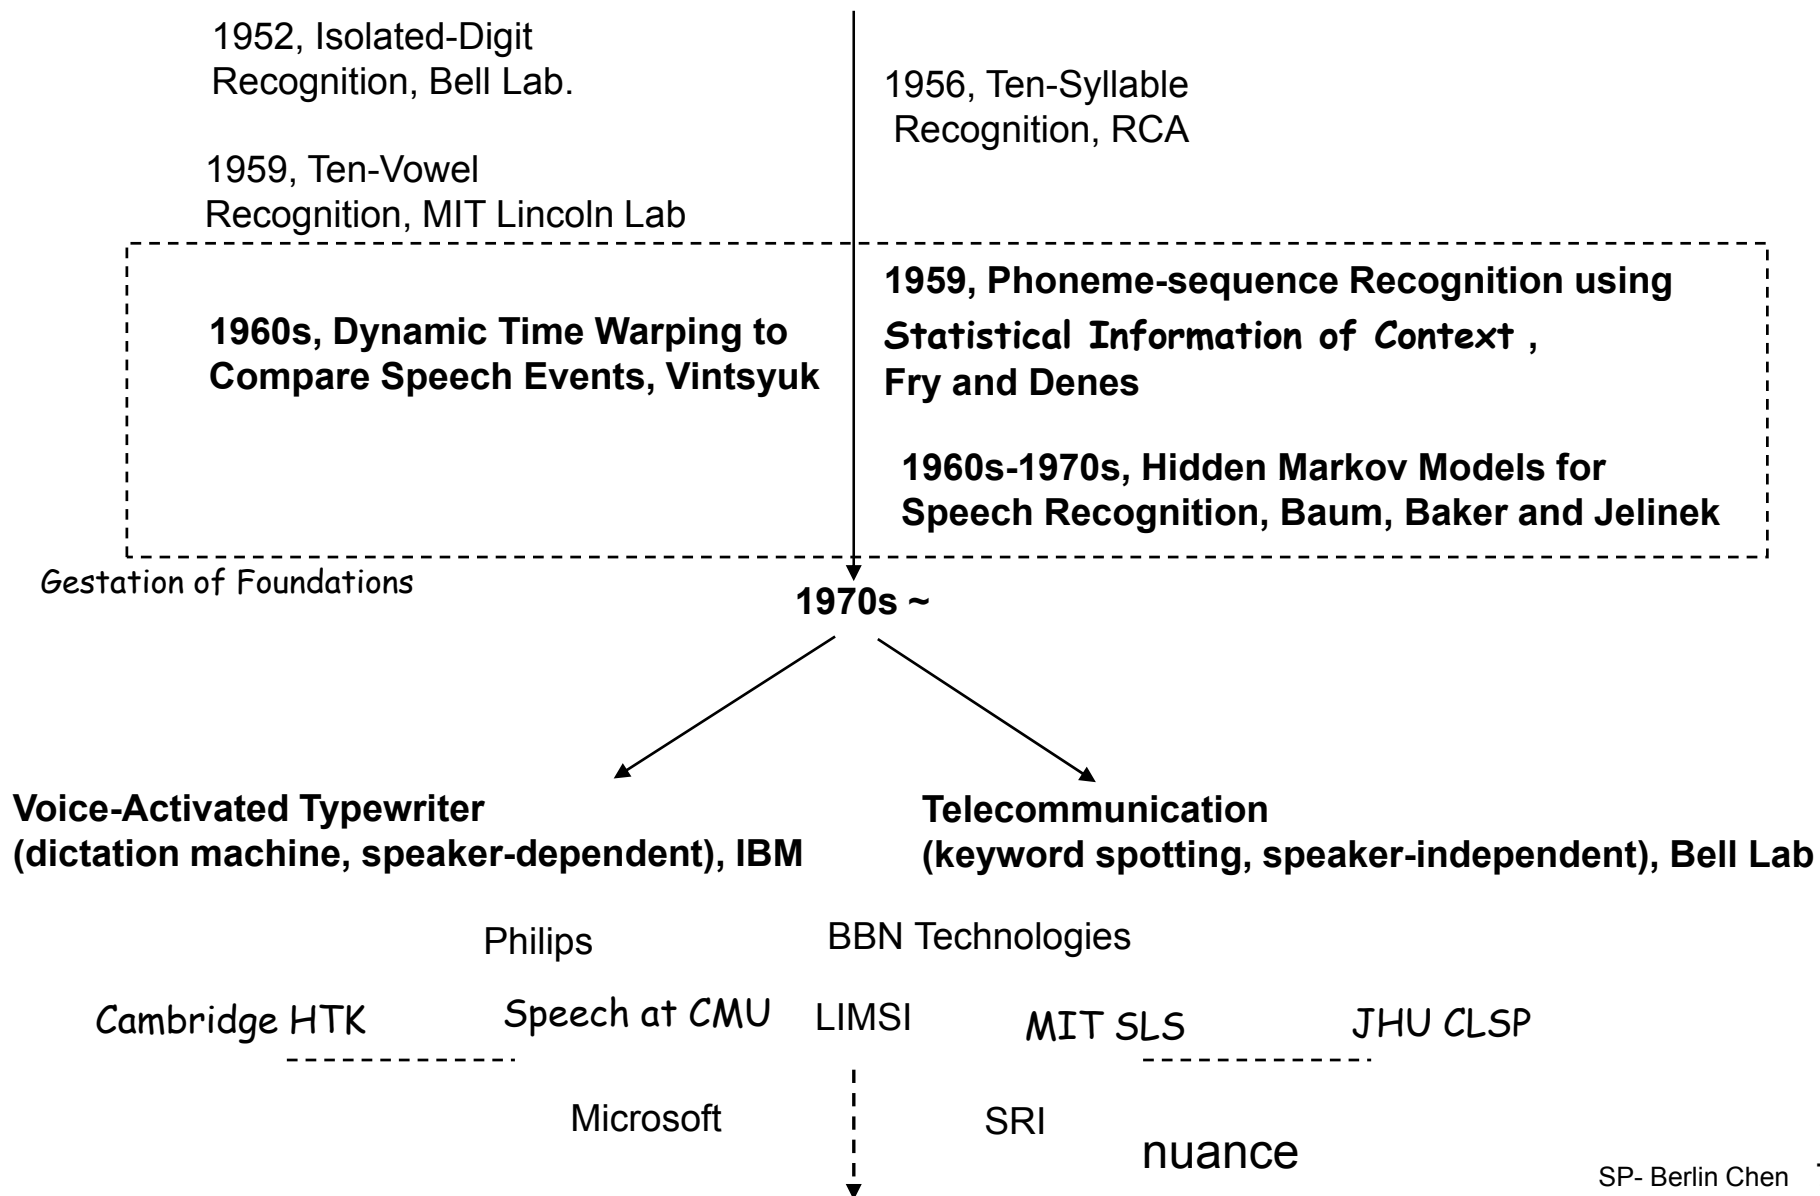 1952, Isolated-Digit
Recognition, Bell Lab.
1956, Ten-Syllable
Recognition, RCA
1959, Ten-Vowel
Recognition, MIT Lincoln Lab
1959, Phoneme-sequence Recognition using
Statistical Information of Context ,
Fry and Denes
1960s, Dynamic Time Warping to
Compare Speech Events, Vintsyuk
1960s-1970s, Hidden Markov Models for
Speech Recognition, Baum, Baker and Jelinek
Gestation of Foundations
1970s ~
Voice-Activated Typewriter
(dictation machine, speaker-dependent), IBM
Telecommunication
(keyword spotting, speaker-independent), Bell Lab
Philips
BBN Technologies
Cambridge HTK
Speech at CMU
LIMSI
MIT SLS
JHU CLSP
Microsoft
SRI
nuance
SP- Berlin Chen